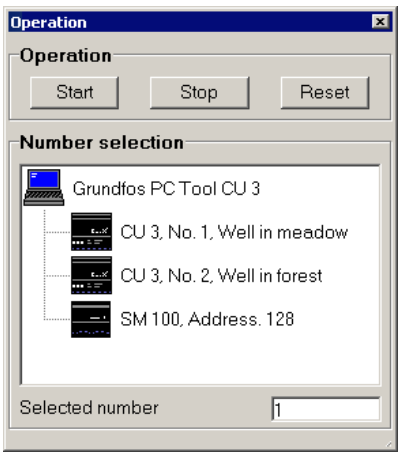 Operation
Operation
Start Stop Reset
Number selection
Grundfos PC Tool CU 3
CU 3, No. 1, Well in meadow
CU 3, No. 2, Well in forest
SM 100, Address. 128
Selected number 1